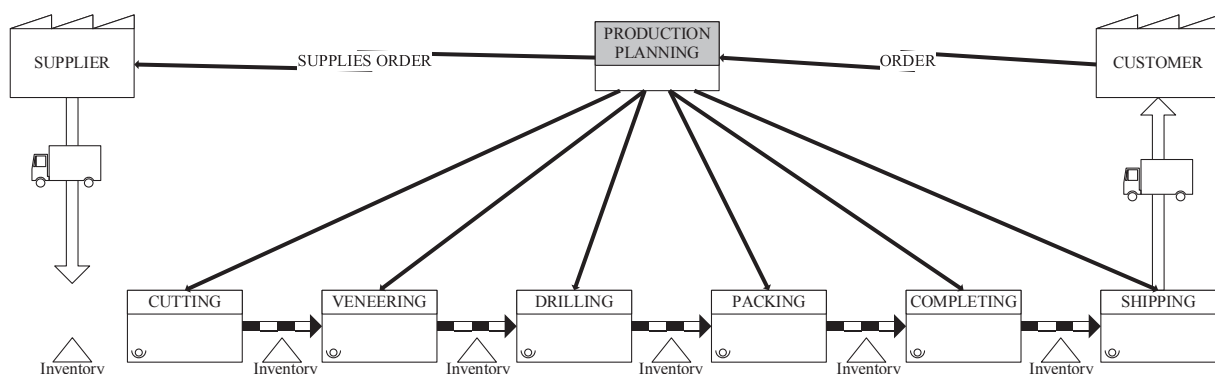 PRODUCTION
PLANNING
SUPPLIER
SUPPLIES ORDER
ORDER
CUSTOMER
CUTTING
VENEERING
DRILLING
PACKING
COMPLETING
SHIPPING
Inventory
Inventory
Inventory
Inventory
Inventory
Inventory